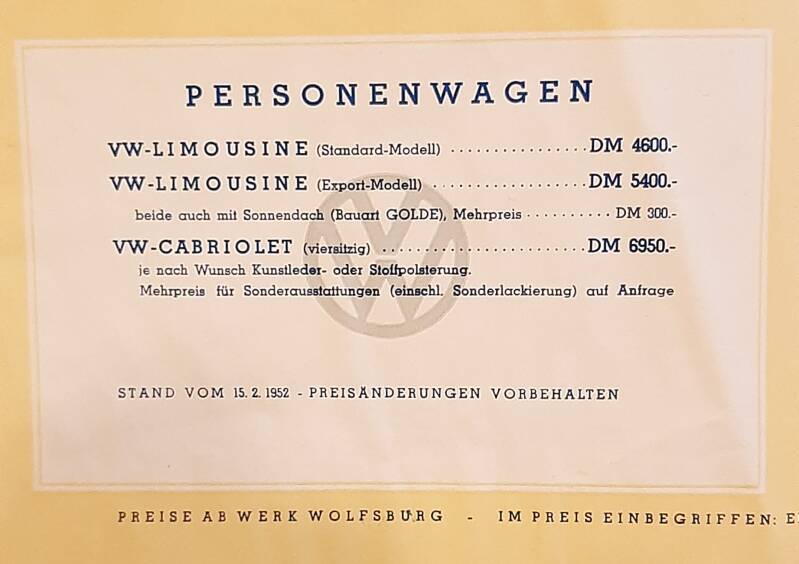 PERSONENWAGEN
VW-LIMOUSINE (Standard-Modell) ................ DM 4600.-
VW-LIMOUSINE (Export-Modell) .................. DM 5400.-
beide auch mit Sonnendach (Bauart GOLDE), Mehrpreis .......... DM 300.-
VW-CABRIOLET (viersitzig) ....................... DM 6950.-
je nach Wunsch Kunstleder- oder Stoffpolsterung.
Mehrpreis für Sonderausstattungen (einschl. Sonderlackierung) auf Anfrage
STAND VOM 15. 2. 1952 - PREISÄNDERUNGEN VORBEHALTEN
PREISE AB WERK WOLFSBURG - IM PREIS EINBEGRIFFEN: